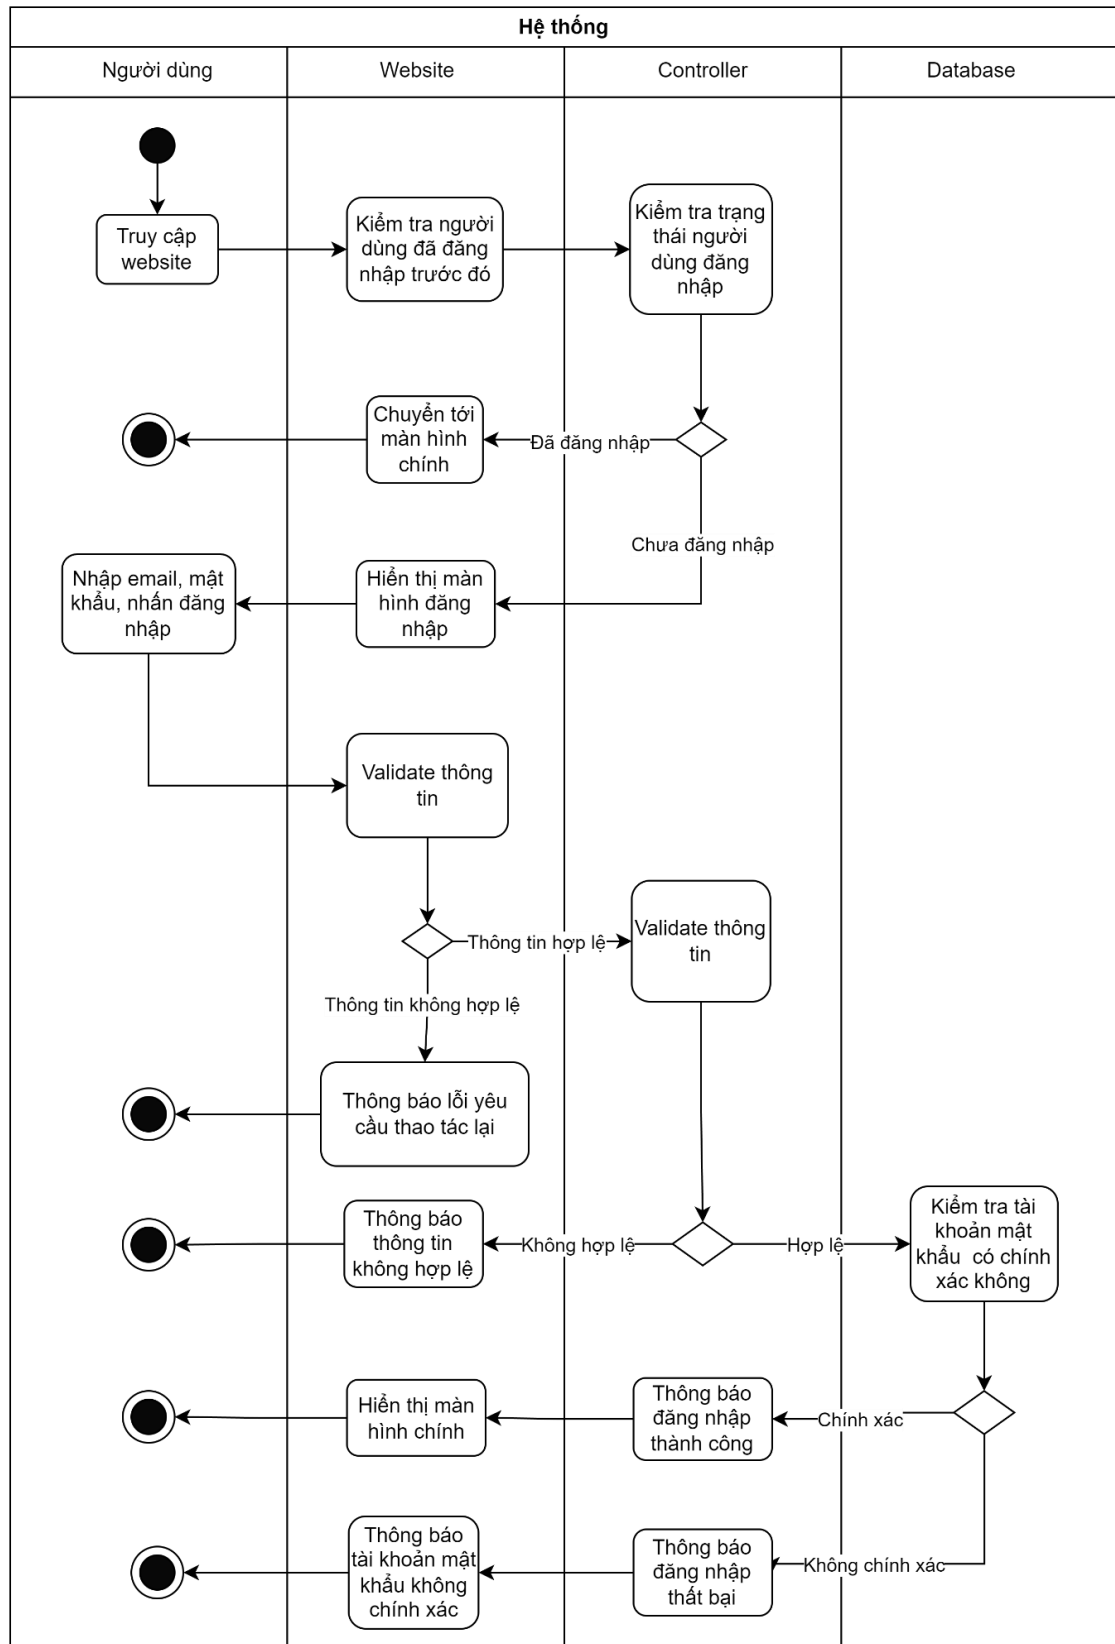 Hệ thống
Người dùng
Website
Controller
Database
Truy cập
website
Kiểm tra người
dùng đã đăng
nhập trước đó
Kiểm tra trạng
thái người
dùng đăng
nhập
Chuyển tới
màn hình
chính
Đã đăng nhập
Chưa đăng nhập
Nhập email, mật
khẩu, nhấn đăng
nhập
Hiển thị màn
hình đăng
nhập
Validate thông
tin
Thông tin hợp lệ
Validate thông
tin
Thông tin không hợp lệ
Thông báo lỗi yêu
cầu thao tác lại
Thông báo
thông tin
không hợp lệ
Không hợp lệ
Hợp lệ
Kiểm tra tài
khoản mật
khẩu có chính
xác không
Hiển thị màn
hình chính
Thông báo
đăng nhập
thành công
Chính xác
Thông báo
tài khoản mật
khẩu không
chính xác
Thông báo
đăng nhập
thất bại
Không chính xác